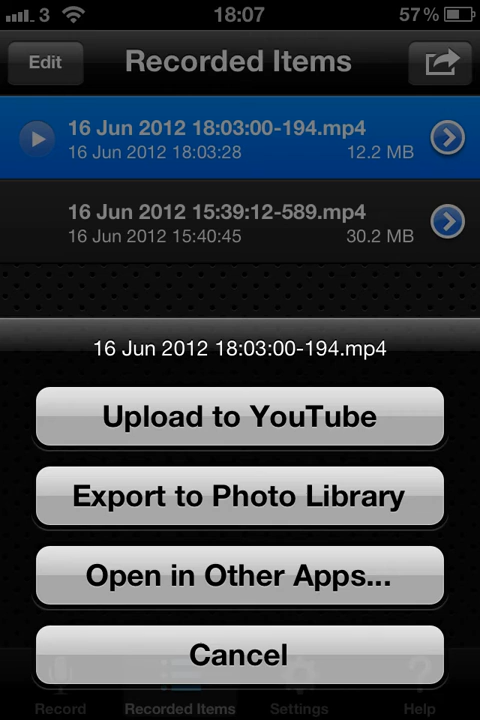 3 18:07 57%
Edit Recorded Items
16 Jun 2012 18:03:00-194.mp4
16 Jun 2012 18:03:28 12.2 MB
16 Jun 2012 15:39:12-589.mp4
16 Jun 2012 15:40:45 30.2 MB
16 Jun 2012 18:03:00-194.mp4
Upload to YouTube
Export to Photo Library
Open in Other Apps...
Cancel
Record Recorded Items Settings Help